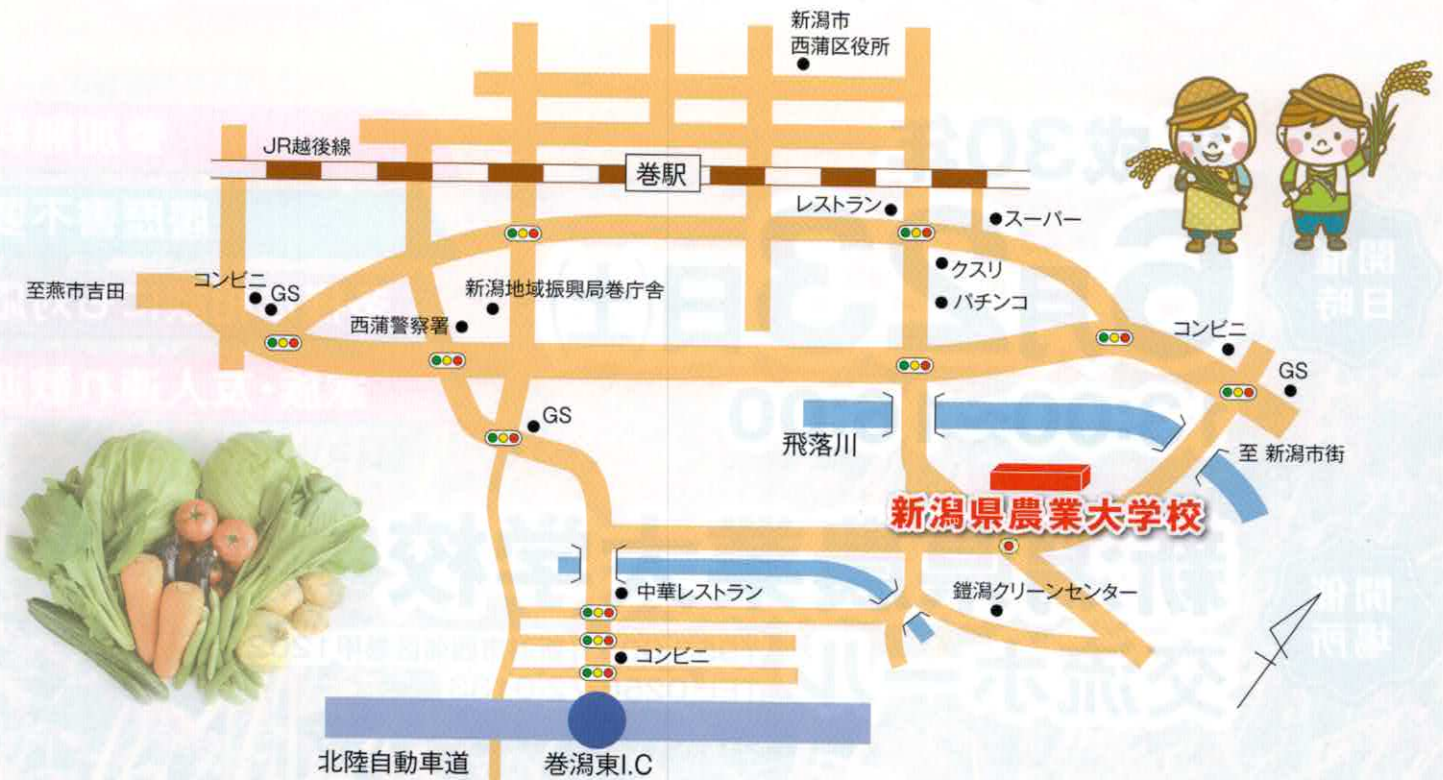 新潟市
西蒲区役所
JR越後線
巻駅
レストラン
スーパー
クスリ
パチンコ
至燕市吉田
コンビニ
GS
新潟地域振興局巻庁舎
西蒲警察署
コンビニ
GS
GS
飛落川
至 新潟市街
新潟県農業大学校
中華レストラン
鎧潟クリーンセンター
コンビニ
北陸自動車道
巻潟東I.C